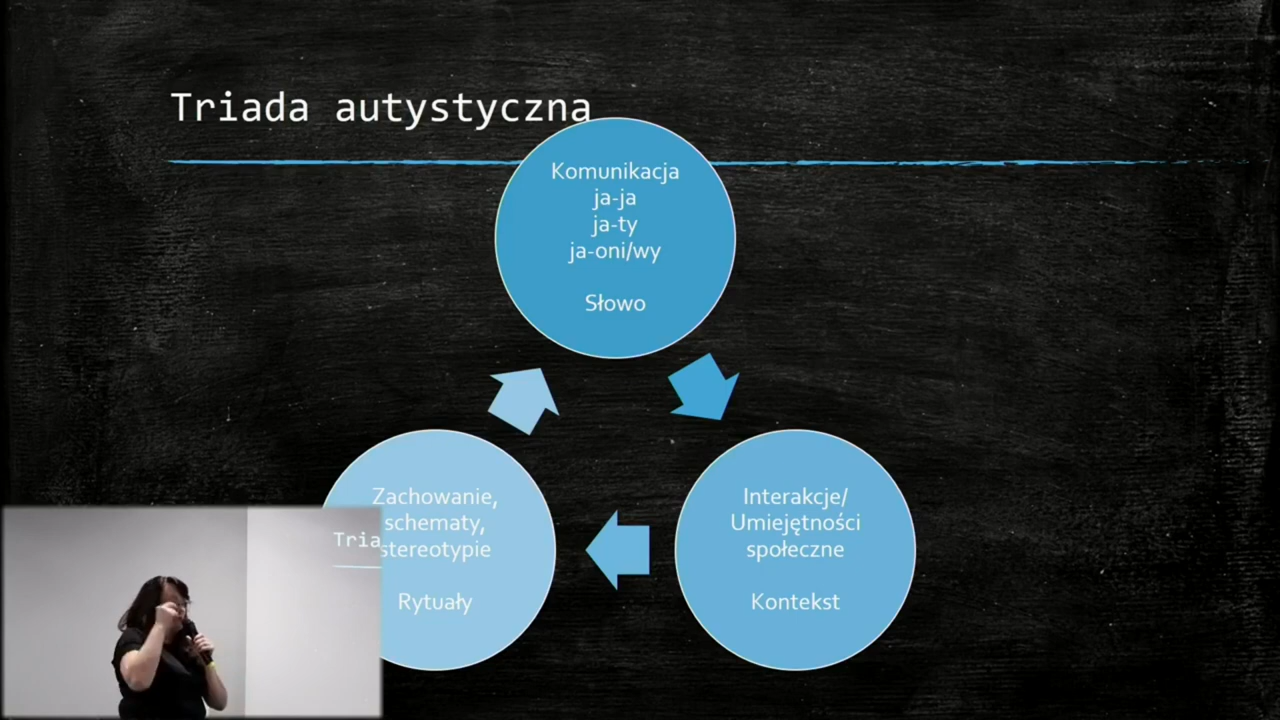 Triada autystyczna
Komunikacja
ja-ja
ja-ty
ja-oni/wy
Słowo
Zachowanie,
schematy,
stereotypie
Rytuały
Interakcje/
Umiejętności
społeczne
Kontekst
Tria